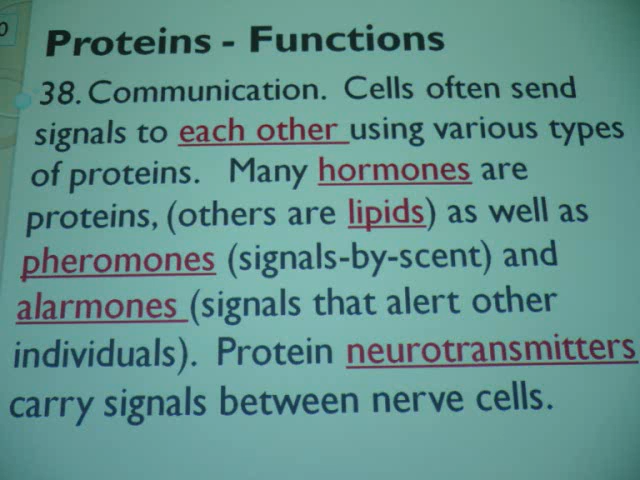 0
Proteins - Functions
38. Communication. Cells often send
signals to each other using various types
of proteins. Many hormones are
proteins, (others are lipids) as well as
pheromones (signals-by-scent) and
alarmones (signals that alert other
individuals). Protein neurotransmitters
carry signals between nerve cells.